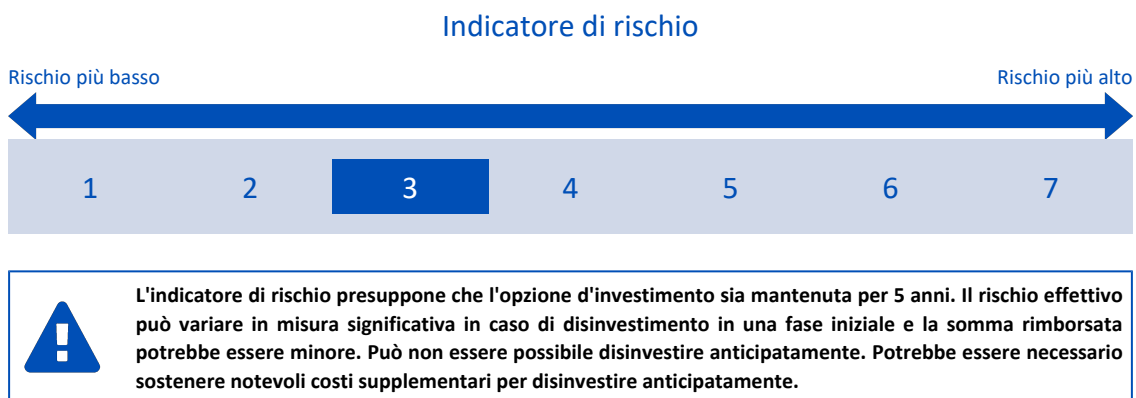 Indicatore di rischio
Rischio più basso
Rischio più alto
1 2 3 4 5 6 7
L'indicatore di rischio presuppone che l'opzione d'investimento sia mantenuta per 5 anni. Il rischio effettivo
può variare in misura significativa in caso di disinvestimento in una fase iniziale e la somma rimborsata
potrebbe essere minore. Può non essere possibile disinvestire anticipatamente. Potrebbe essere necessario
sostenere notevoli costi supplementari per disinvestire anticipatamente.